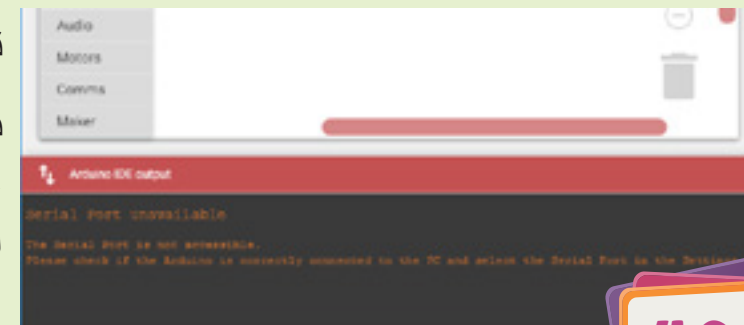 Audio
Motors
Comms
Maker
Arduino IDE output
Serial Port unavailable
The Serial Port is not accessible.
Please check if the Arduino is correctly connected to the PC and select the Serial Port in the Settings